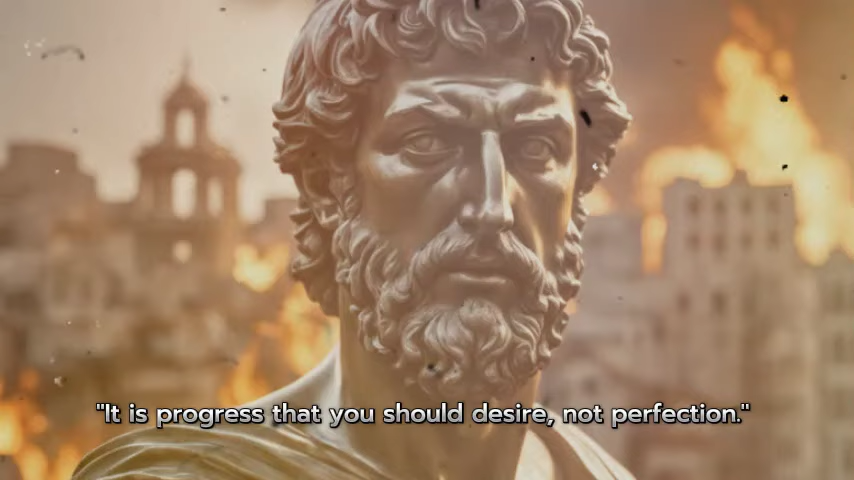 "It is progress that you should desire, not perfection."